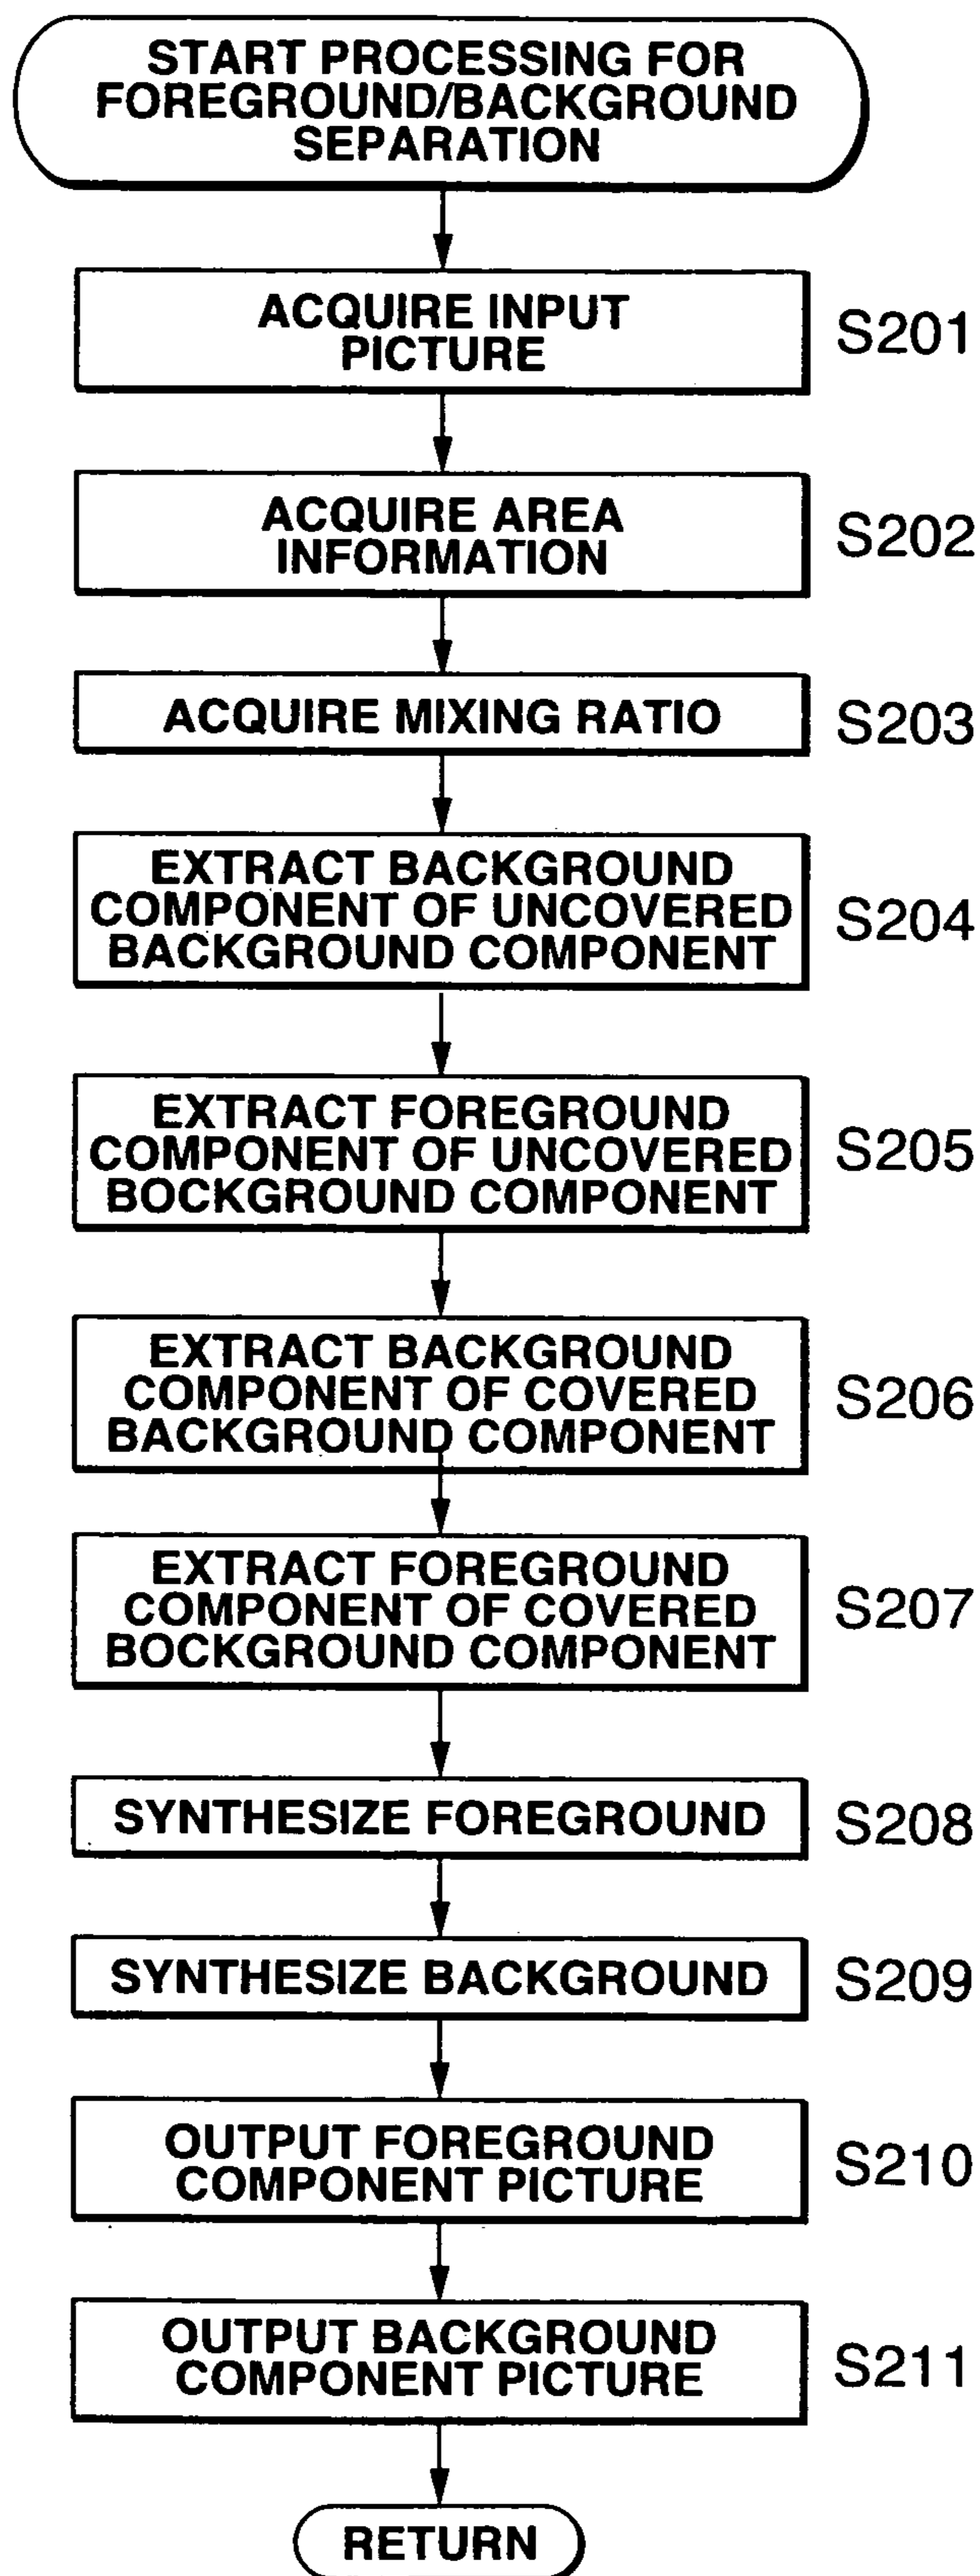 START PROCESSING FOR
FOREGROUND/BACKGROUND
SEPARATION
ACQUIRE INPUT
PICTURE
S201
ACQUIRE AREA
INFORMATION
S202
ACQUIRE MIXING RATIO
S203
EXTRACT BACKGROUND
COMPONENT OF UNCOVERED
BACKGROUND COMPONENT
S204
EXTRACT FOREGROUND
COMPONENT OF UNCOVERED
BOCKGROUND COMPONENT
S205
EXTRACT BACKGROUND
COMPONENT OF COVERED
BACKGROUND COMPONENT
S206
EXTRACT FOREGROUND
COMPONENT OF COVERED
BOCKGROUND COMPONENT
S207
SYNTHESIZE FOREGROUND
S208
SYNTHESIZE BACKGROUND
S209
OUTPUT FOREGROUND
COMPONENT PICTURE
S210
OUTPUT BACKGROUND
COMPONENT PICTURE
S211
RETURN